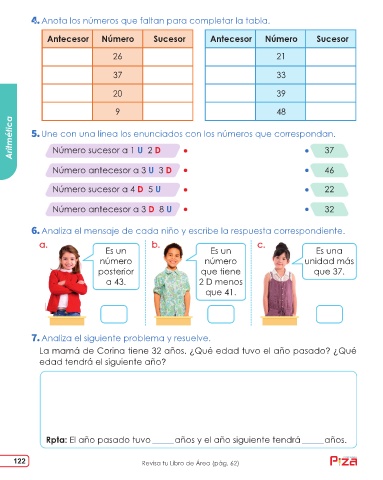 4. Anota los números que faltan para completar la tabla.
Antecesor Número Sucesor Antecesor Número Sucesor
26 21
37 33
20 39
9 48
Aritmética
5. Une con una línea los enunciados con los números que correspondan.
Número sucesor a 1 U 2 D • • 37
Número antecesor a 3 U 3 D • • 46
Número sucesor a 4 D 5 U • • 22
Número antecesor a 3 D 8 U • • 32
6. Analiza el mensaje de cada niño y escribe la respuesta correspondiente.
a. b. c.
Es un
número
posterior
a 43.
Es un
número
que tiene
2 D menos
que 41.
Es una
unidad más
que 37.
7. Analiza el siguiente problema y resuelve.
La mamá de Corina tiene 32 años. ¿Qué edad tuvo el año pasado? ¿Qué
edad tendrá el siguiente año?
Rpta: El año pasado tuvo _____ años y el año siguiente tendrá _____ años.
122
Revisa tu Libro de Área (pág. 62)